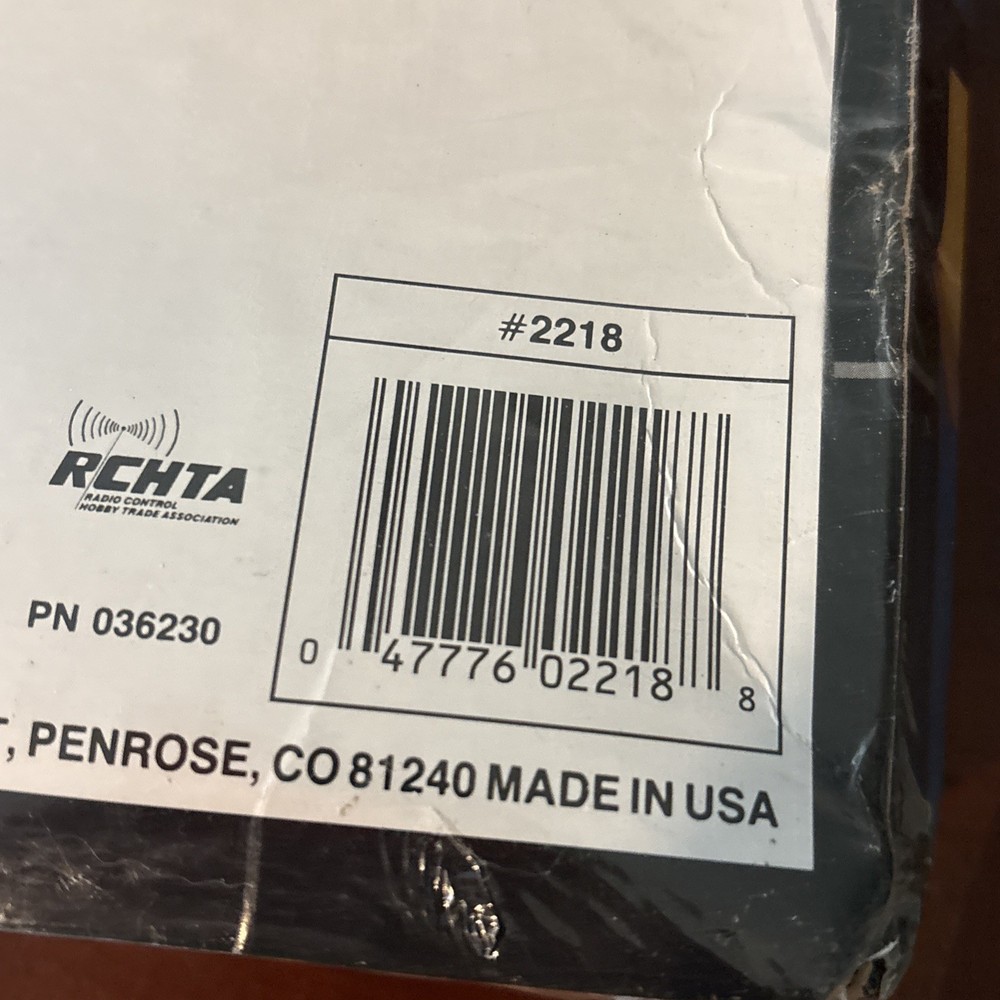 #2218
RCHTA
RADIO CONTROL
HOBBY TRADE ASSOCIATION
PN 036230
0 47776 02218 8
, PENROSE, CO 81240 MADE IN USA